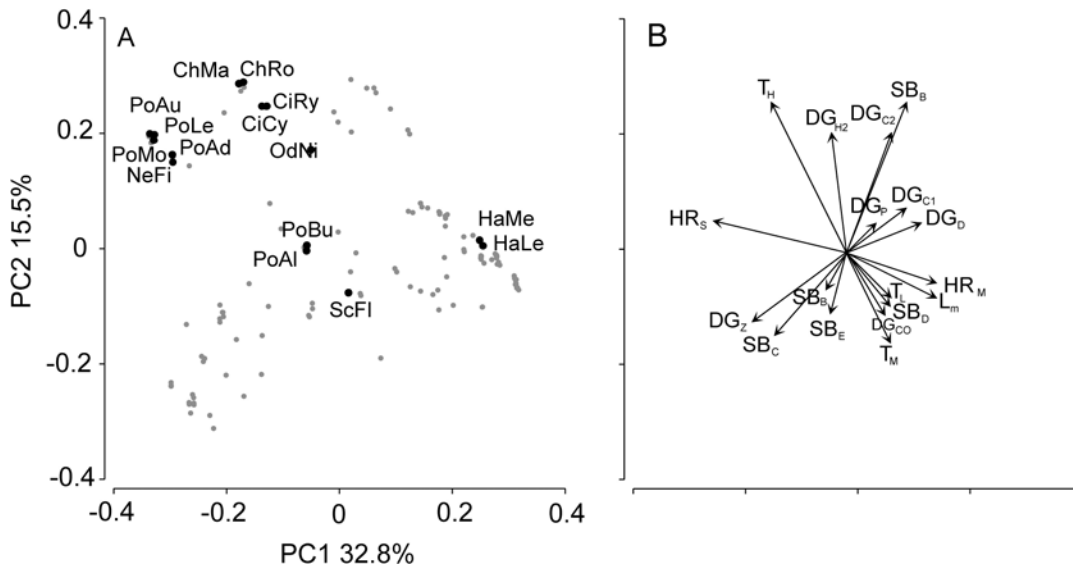 A
0.4
0.2
0
-0.2
-0.4
PC2 15.5%
ChMa
ChRo
PoAu
CiRy
PoLe
CiCy
PoMo
PoAd
OdNi
NeFi
PoBu
HaMe
PoAl
HaLe
ScFl
-0.4
-0.2
0
0.2
0.4
PC1 32.8%
B
TH
SBB
DGH2
DGC2
DGC1
DGP
DGD
HRS
HRM
SBB
TL
Lm
DGZ
SBE
SBD
SBC
DGCO
TM